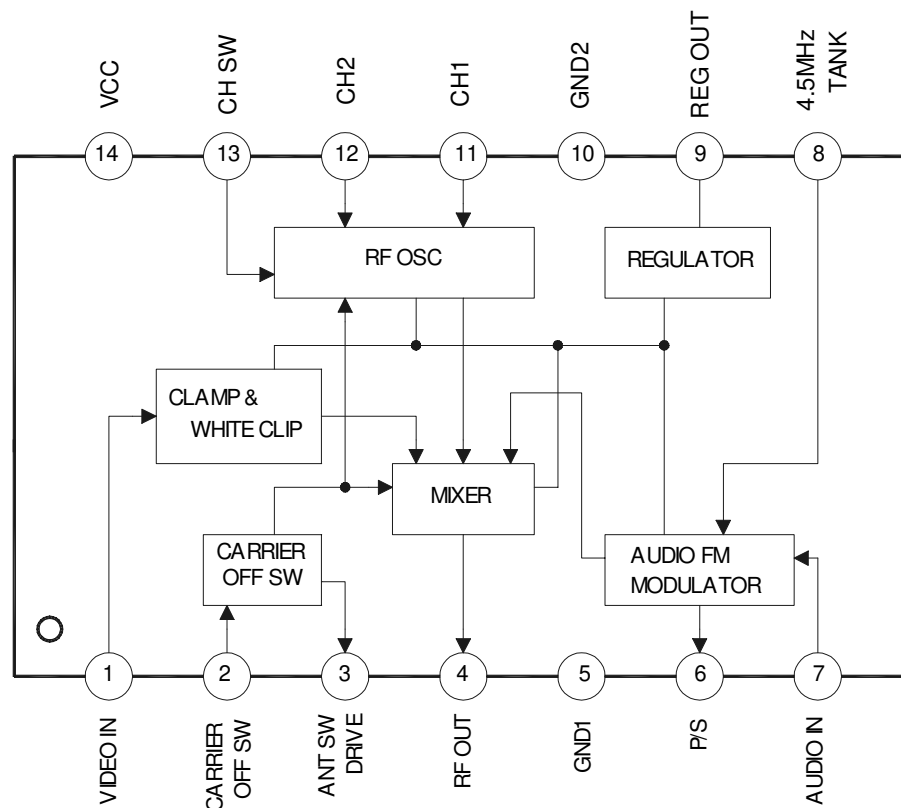 VCC
CH SW
CH2
CH1
GND2
REG OUT
4.5MHz
TANK
14
13
12
11
10
9
8
RF OSC
REGULATOR
CLAMP &
WHITE CLIP
MIXER
CARRIER
OFF SW
AUDIO FM
MODULATOR
1
2
3
4
5
6
7
VIDEO IN
CARRIER
OFF SW
ANT SW
DRIVE
RF OUT
GND1
P/S
AUDIO IN